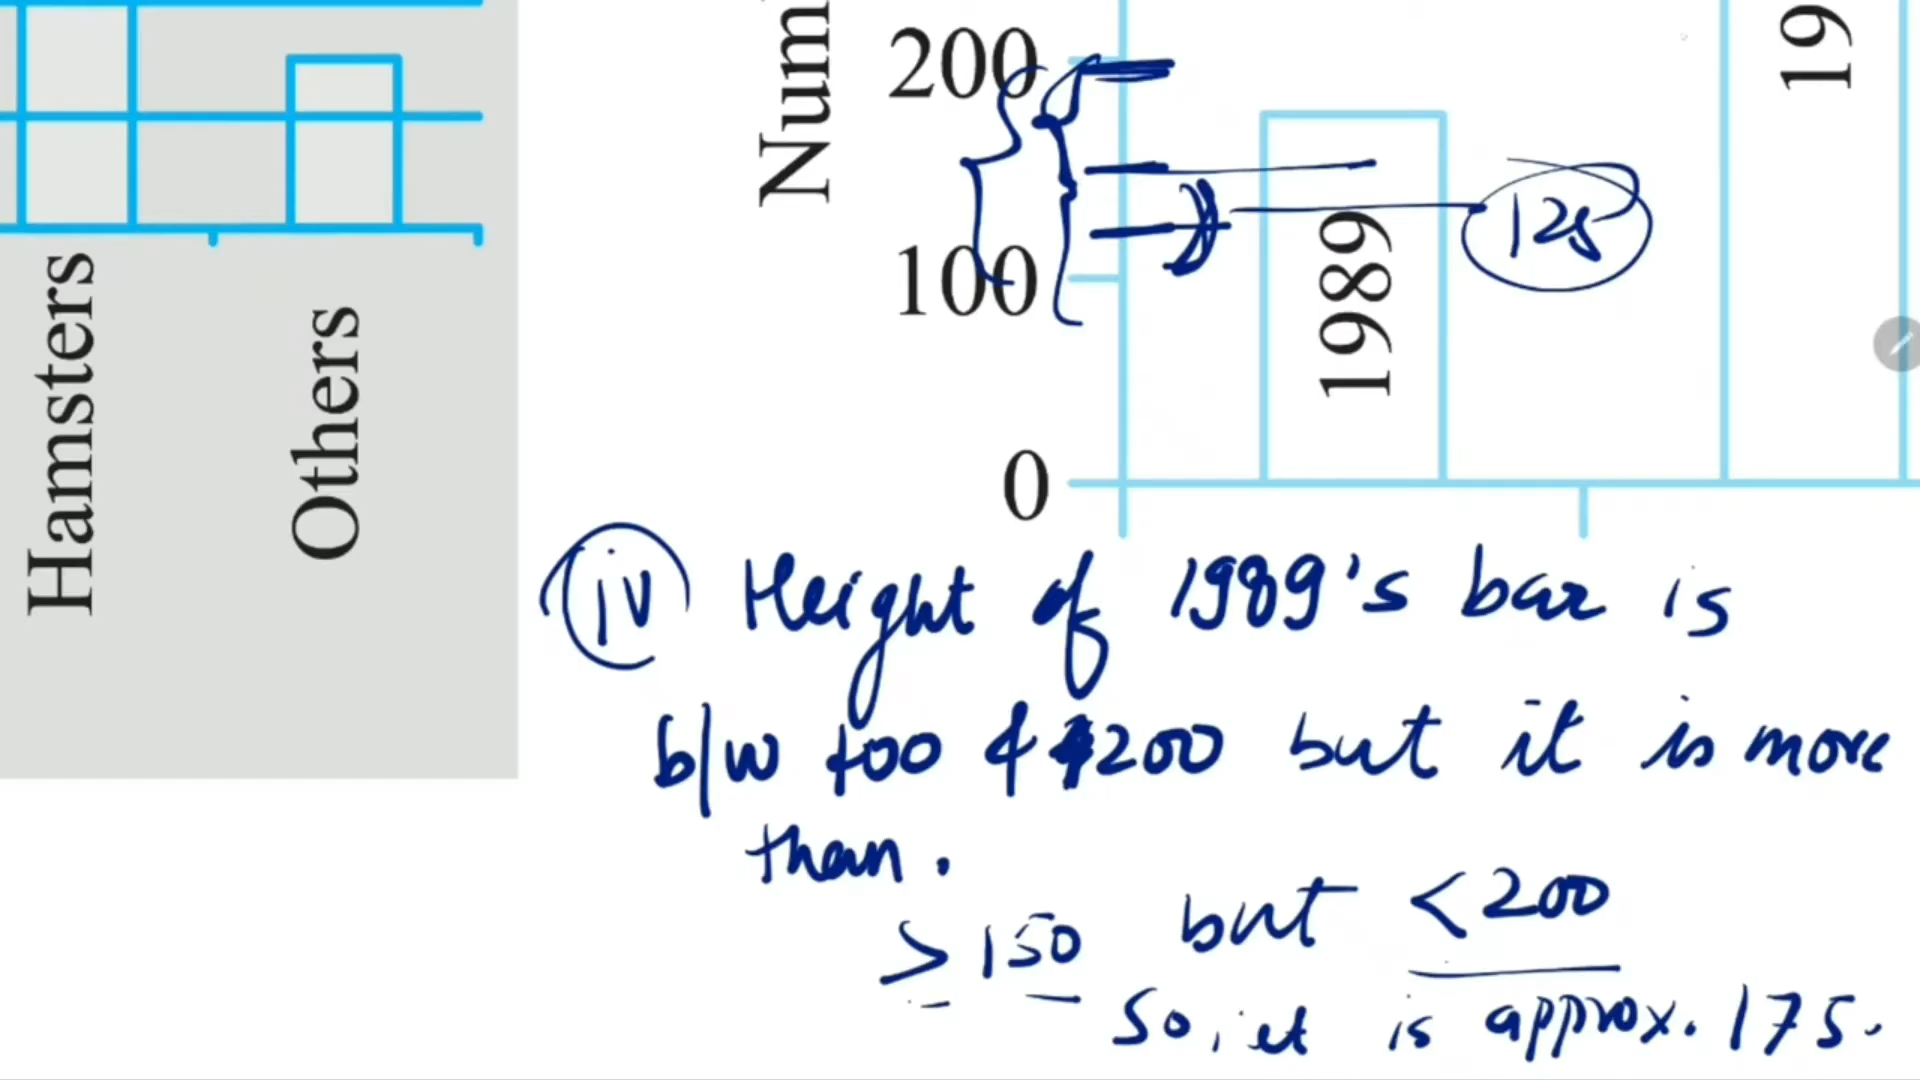 Hamsters
Others
Num
200
100
0
1989
19
125
iv Height of 1989's bar is
b/w 100 & 200 but it is more
than.
> 150 but < 200
So, it is approx. 175.